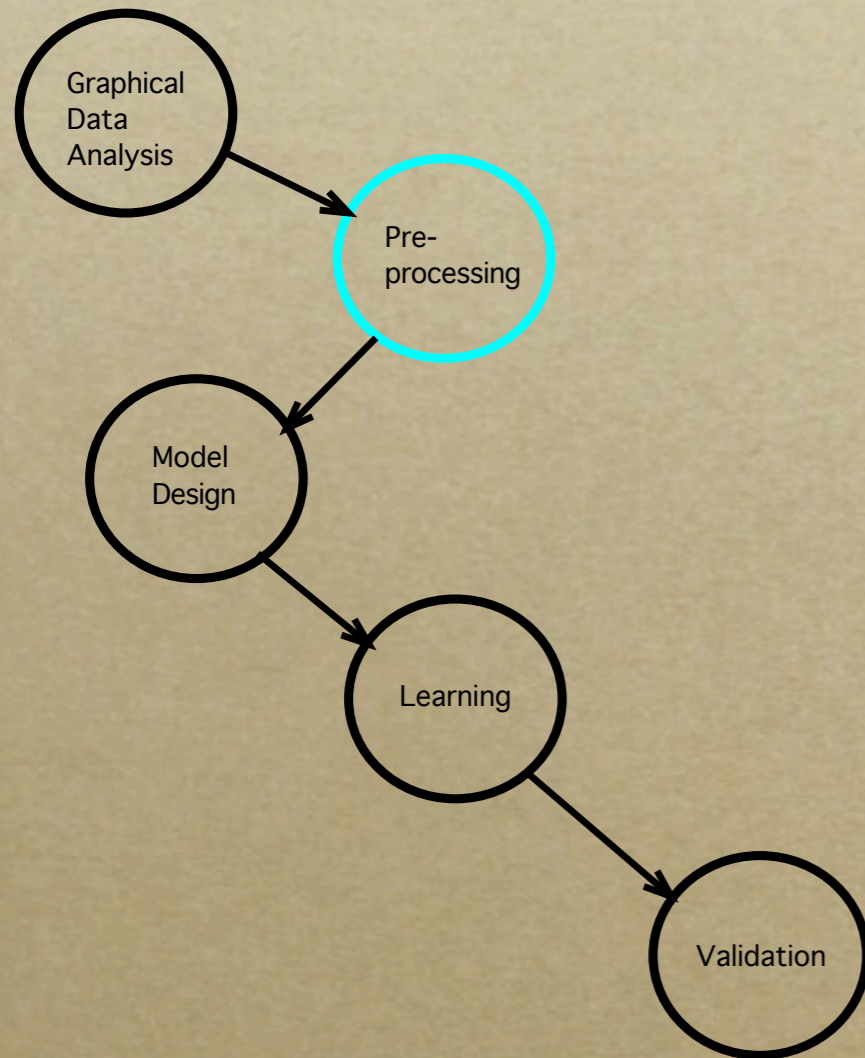 Graphical
Data
Analysis
Pre-
processing
Model
Design
Learning
Validation